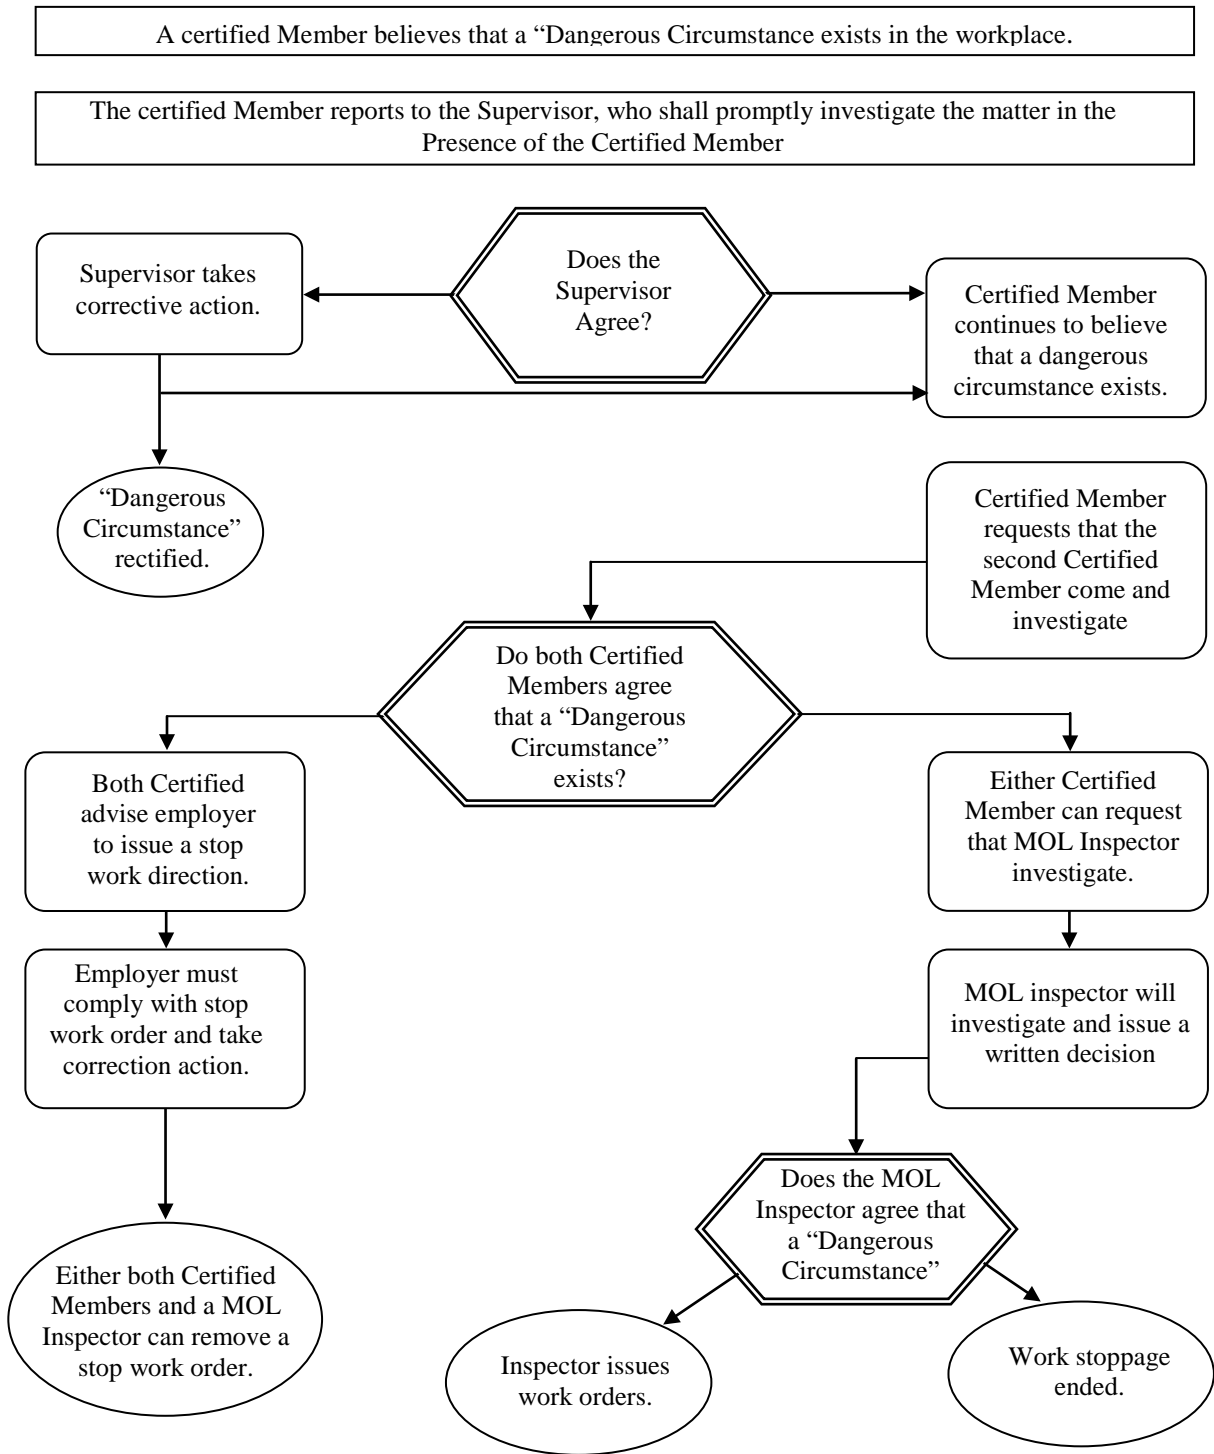 A certified Member believes that a “Dangerous Circumstance exists in the workplace.
The certified Member reports to the Supervisor, who shall promptly investigate the matter in the
Presence of the Certified Member
Does the
Supervisor
Agree?
Supervisor takes
corrective action.
Certified Member
continues to believe
that a dangerous
circumstance exists.
“Dangerous
Circumstance”
rectified.
Certified Member
requests that the
second Certified
Member come and
investigate
Do both Certified
Members agree
that a “Dangerous
Circumstance”
exists?
Both Certified
advise employer
to issue a stop
work direction.
Either Certified
Member can request
that MOL Inspector
investigate.
Employer must
comply with stop
work order and take
correction action.
MOL inspector will
investigate and issue a
written decision
Does the MOL
Inspector agree that
a “Dangerous
Circumstance”
Either both Certified
Members and a MOL
Inspector can remove a
stop work order.
Inspector issues
work orders.
Work stoppage
ended.